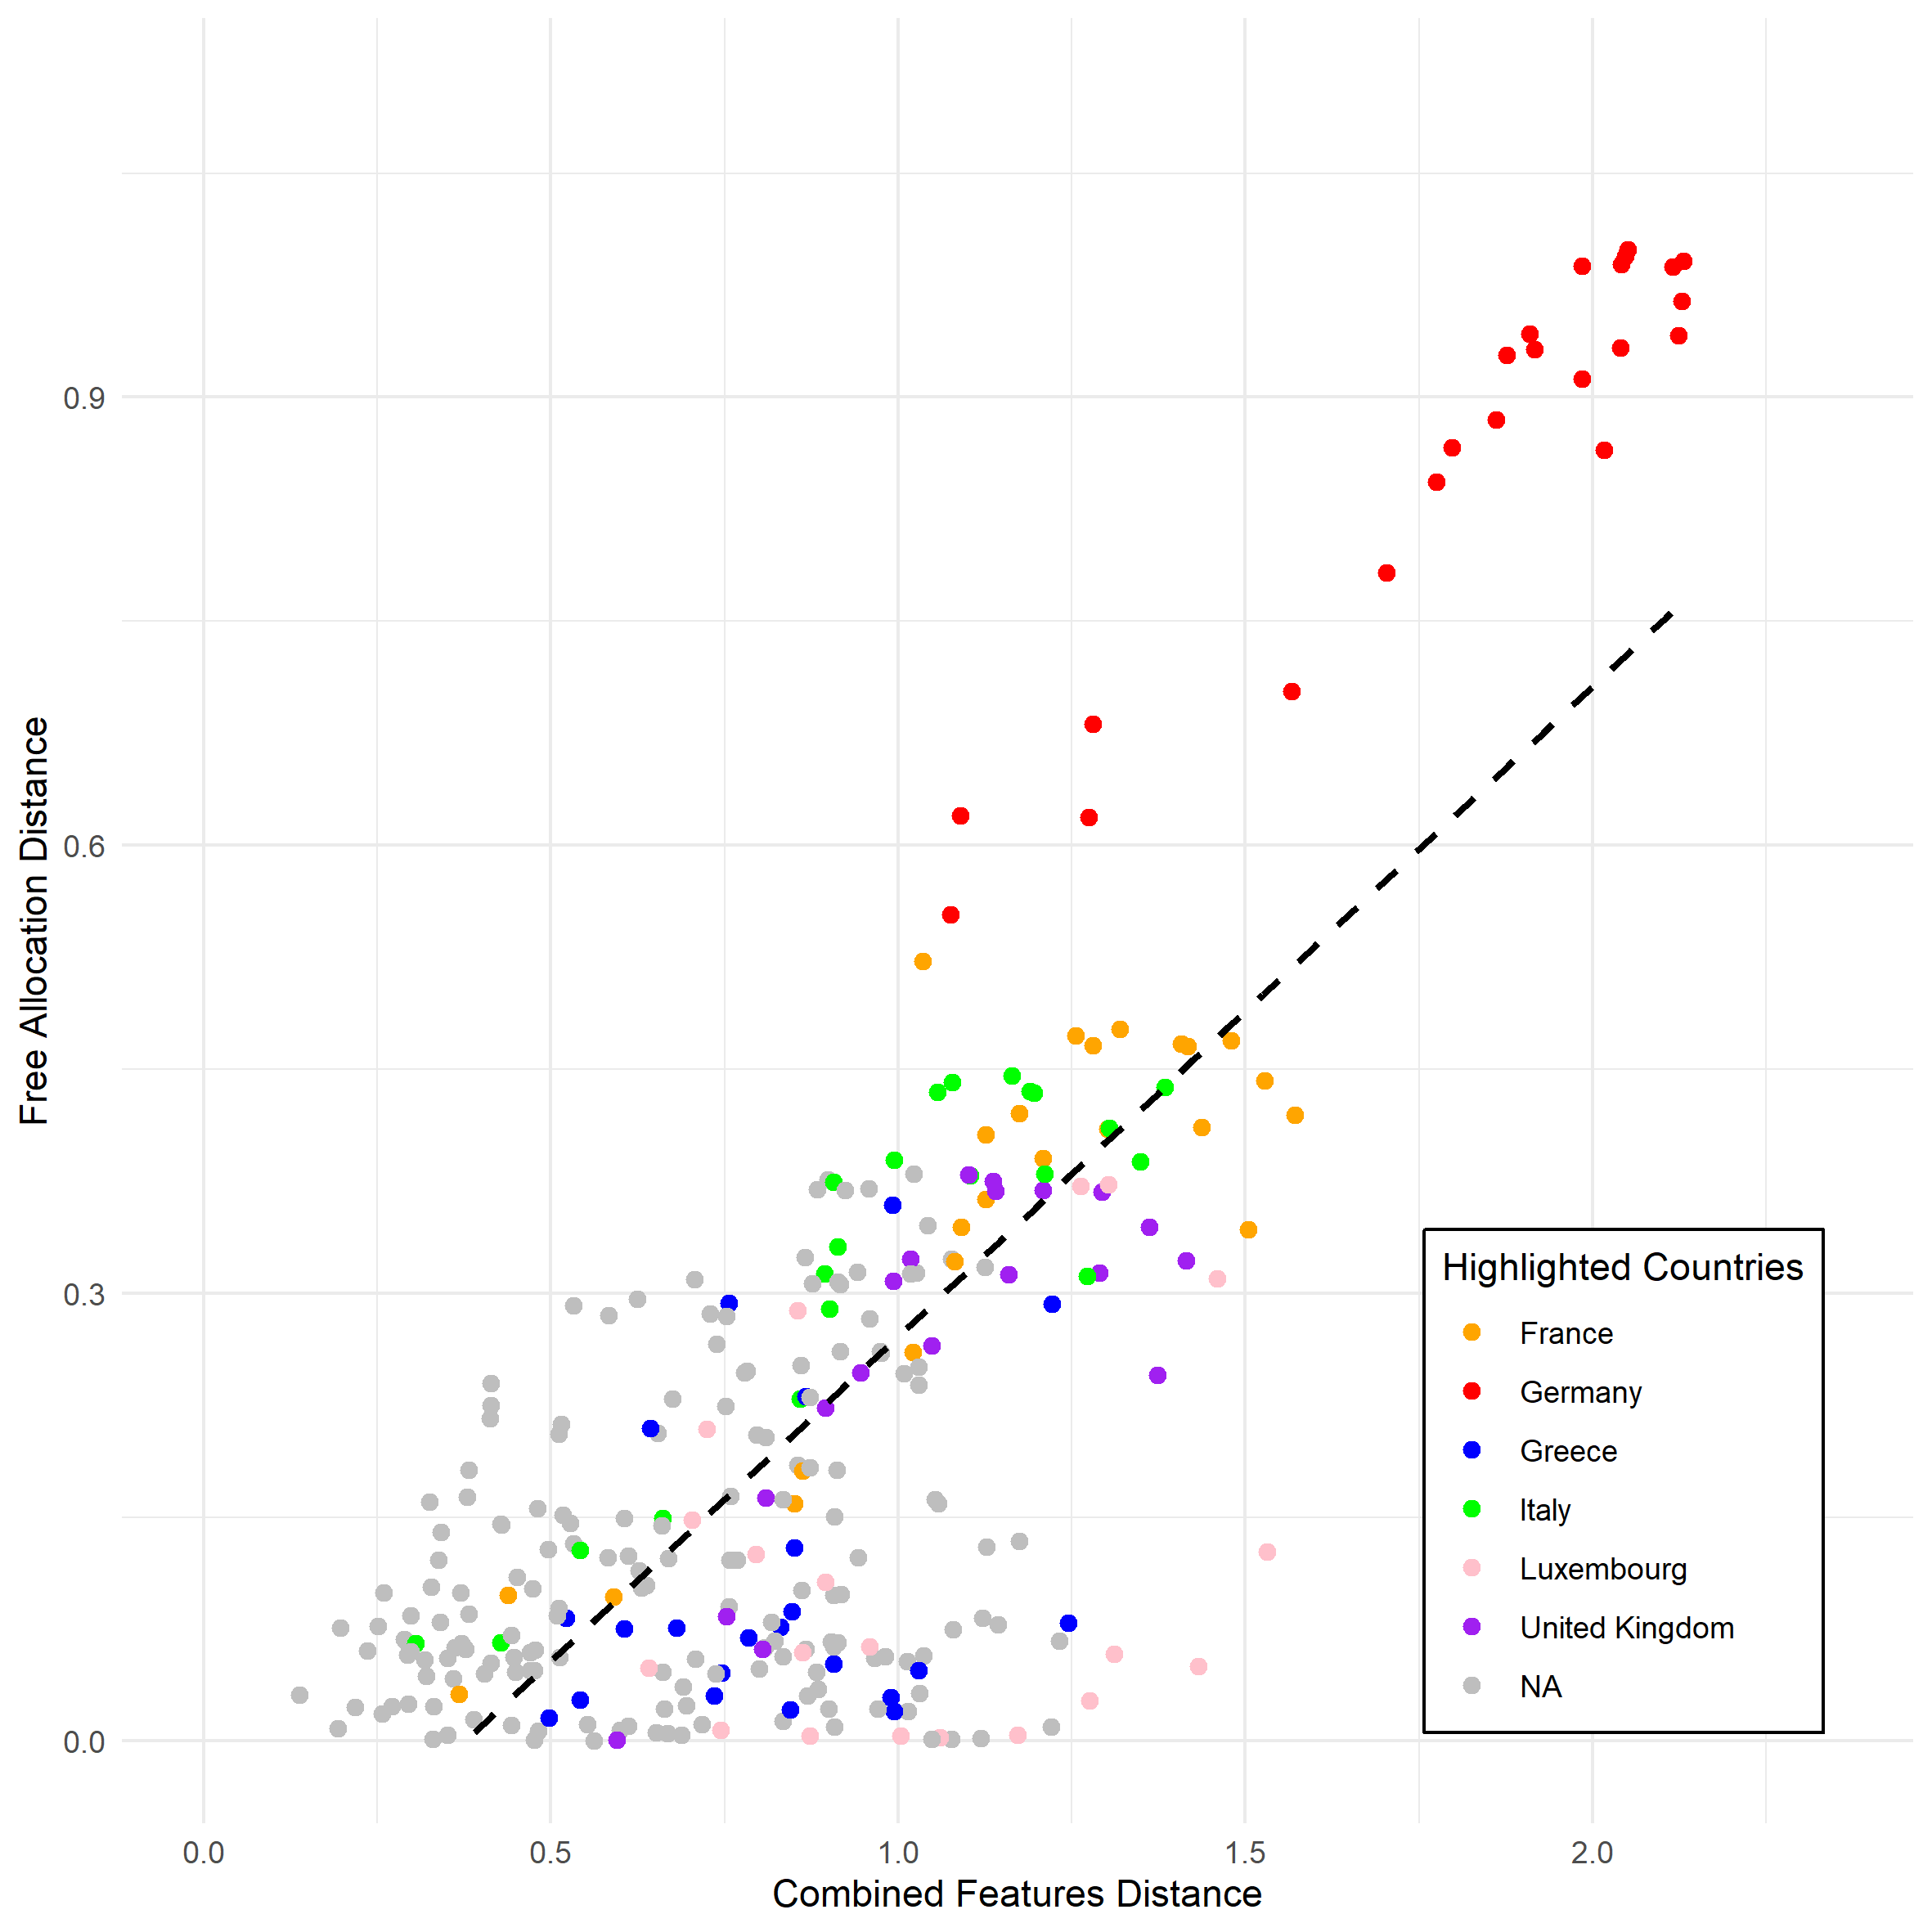 0.9
0.6
0.3
0.0
Free Allocation Distance
0.0 0.5 1.0 1.5 2.0
Combined Features Distance
Highlighted Countries
France
Germany
Greece
Italy
Luxembourg
United Kingdom
NA